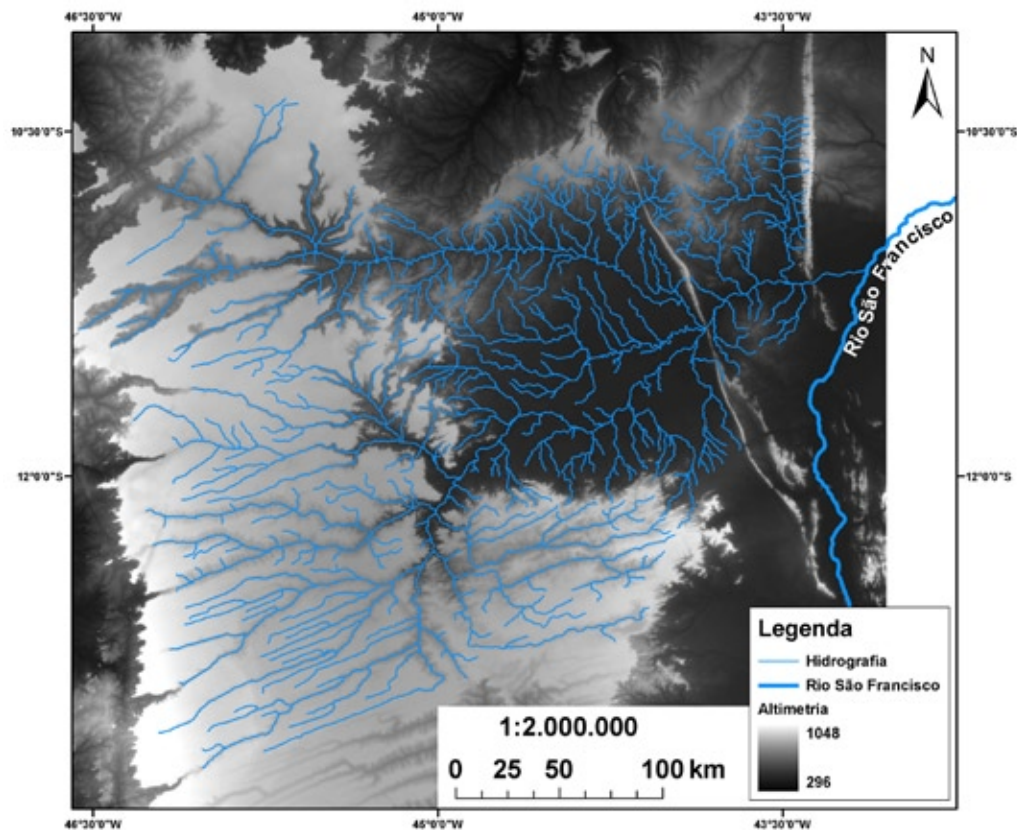 46°30'0"W 45°0'0"W 43°30'0"W
N
10°30'0"S 10°30'0"S
Rio São Francisco
12°0'0"S 12°0'0"S
Legenda
Hidrografia
Rio São Francisco
Altimetria
1048
296
1:2.000.000
0 25 50 100 km
46°30'0"W 45°0'0"W 43°30'0"W